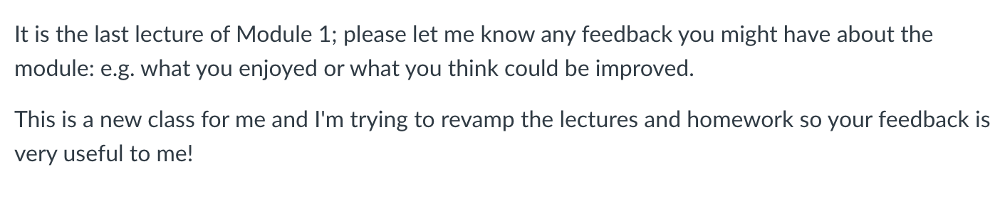 It is the last lecture of Module 1; please let me know any feedback you might have about the
module: e.g. what you enjoyed or what you think could be improved.
This is a new class for me and I'm trying to revamp the lectures and homework so your feedback is
very useful to me!